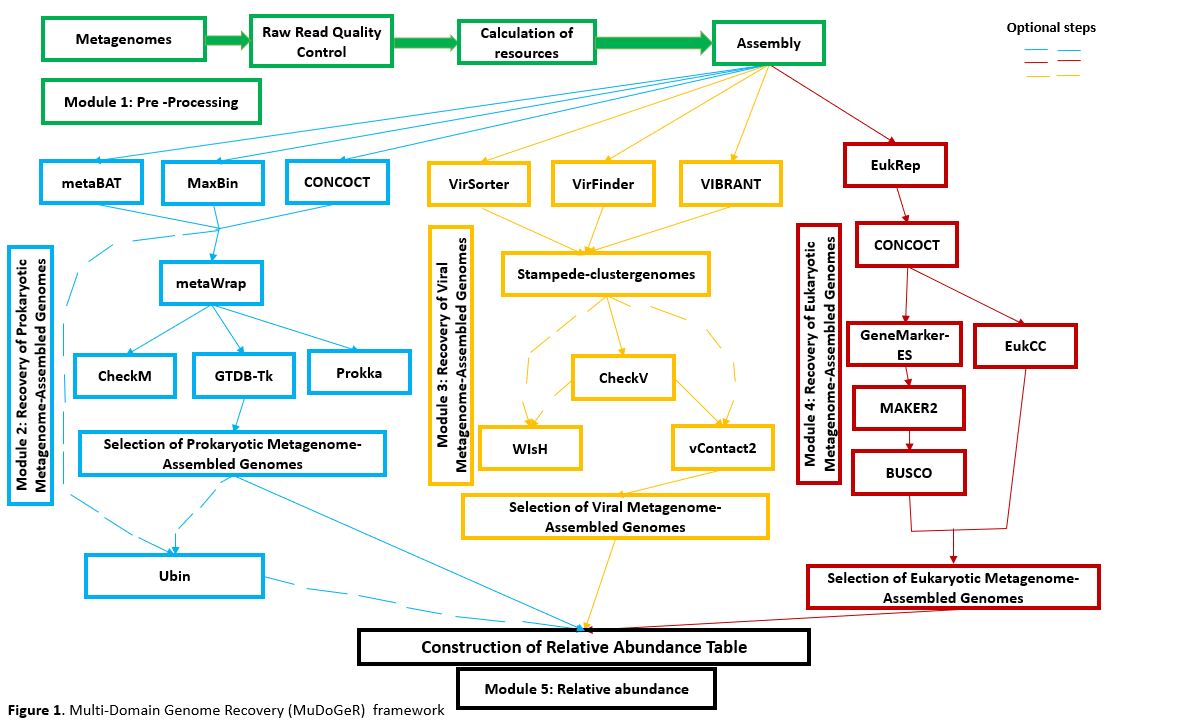 Metagenomes
Raw Read Quality
Control
Calculation of
resources
Assembly
Optional steps
Module 1: Pre -Processing
metaBAT
MaxBin
CONCOCT
VirSorter
VirFinder
VIBRANT
EukRep
Module 2: Recovery of Prokaryotic
Metagenome-Assembled Genomes
metaWrap
CheckM
GTDB-Tk
Prokka
Selection of Prokaryotic Metagenome-
Assembled Genomes
Ubin
Module 3: Recovery of Viral
Metagenome-Assembled Genomes
Stampede-clustergenomes
CheckV
WIsH
vContact2
Selection of Viral Metagenome-
Assembled Genomes
Module 4: Recovery of Eukaryotic
Metagenome-Assembled Genomes
CONCOCT
GeneMarker-
ES
EukCC
MAKER2
BUSCO
Selection of Eukaryotic Metagenome-
Assembled Genomes
Construction of Relative Abundance Table
Module 5: Relative abundance
Figure 1. Multi-Domain Genome Recovery (MuDoGeR) framework